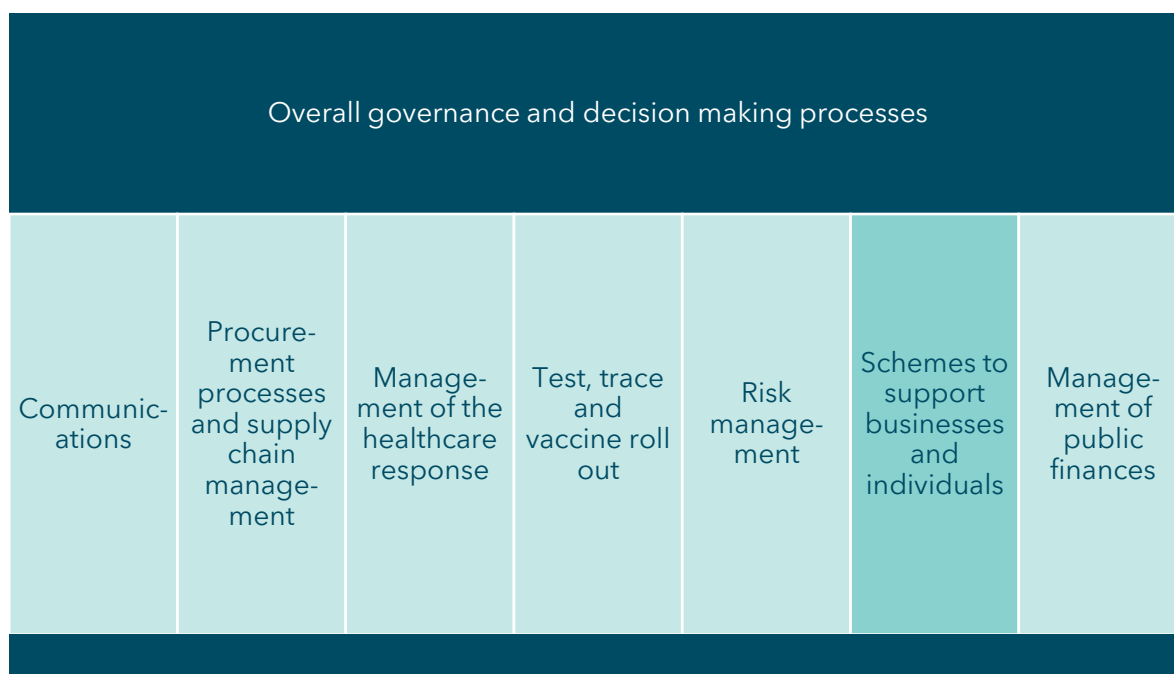 Overall governance and decision making processes
Communic-
ations
Procure-
ment
processes
and supply
chain
manage-
ment
Manage-
ment of the
healthcare
response
Test, trace
and
vaccine roll
out
Risk
manage-
ment
Schemes to
support
businesses
and
individuals
Manage-
ment of
public
finances